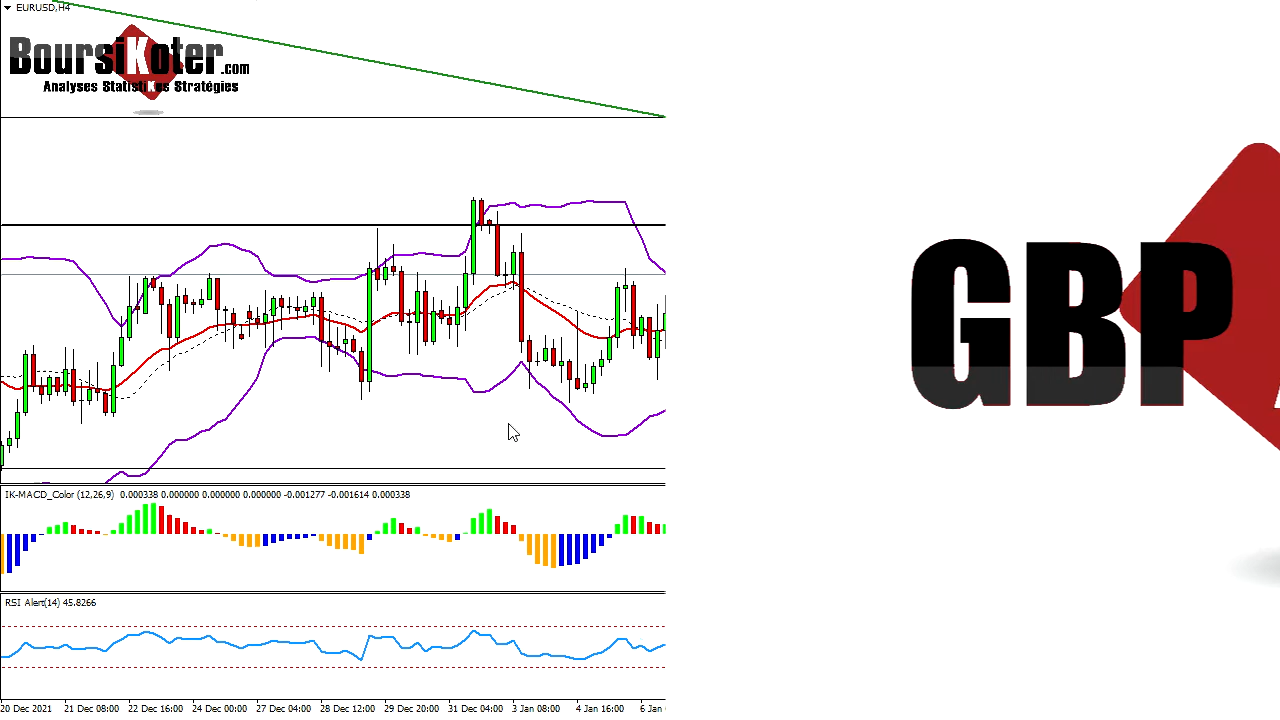 EURUSD,H4
BoursiKoter.com
Analyses StatistiKes Stratégies
GBP
IK-MACD_Color (12,26,9) 0.000338 0.000000 0.000000 0.000000 -0.001277 -0.001614 0.000338
RSI Alert(14) 45.8266
20 Dec 2021 21 Dec 08:00 22 Dec 16:00 24 Dec 00:00 27 Dec 04:00 28 Dec 12:00 29 Dec 20:00 31 Dec 04:00 3 Jan 08:00 4 Jan 16:00 6 Jan